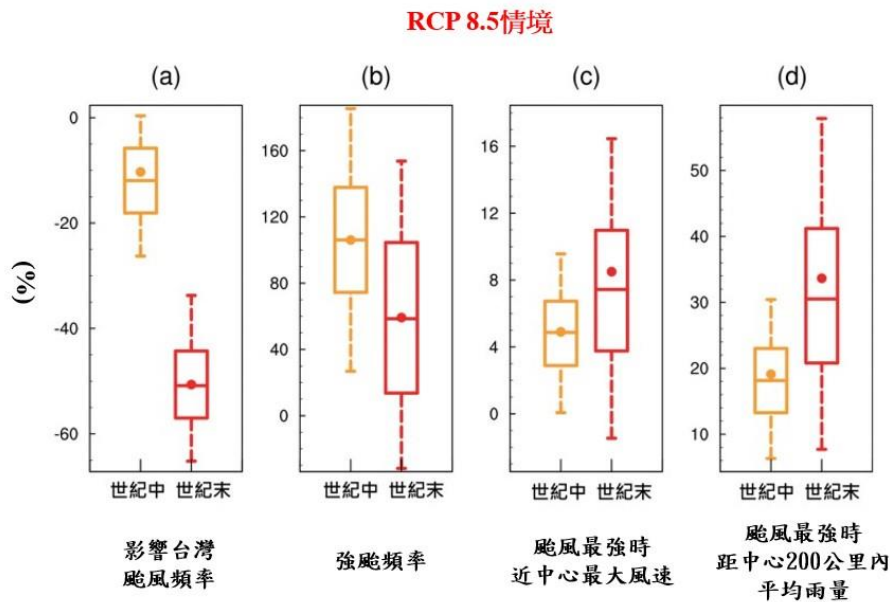 RCP 8.5情境
(a)
(b)
(c)
(d)
(%)
0
-20
-40
-60
160
120
80
40
0
16
12
8
4
0
50
40
30
20
10
世紀中 世紀末
世紀中 世紀末
世紀中 世紀末
世紀中 世紀末
影響台灣
颱風頻率
強颱頻率
颱風最強時
近中心最大風速
颱風最強時
距中心200公里內
平均雨量